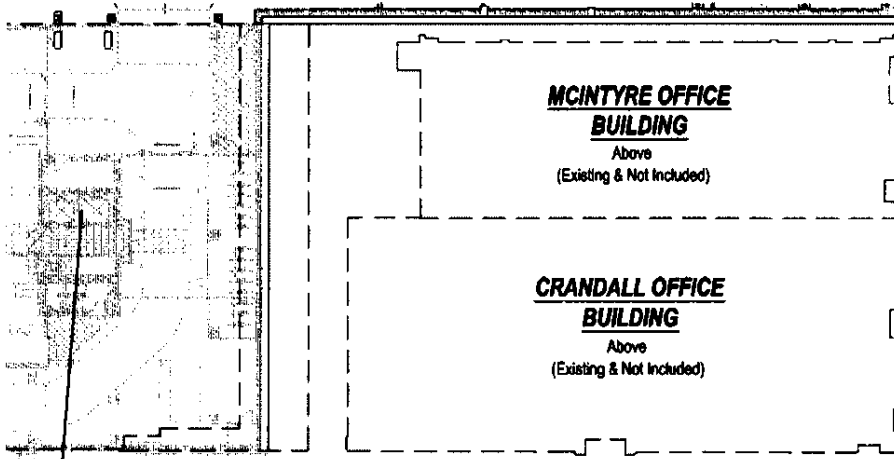 MCINTYRE OFFICE
BUILDING
Above
(Existing & Not Included)
CRANDALL OFFICE
BUILDING
Above
(Existing & Not Included)